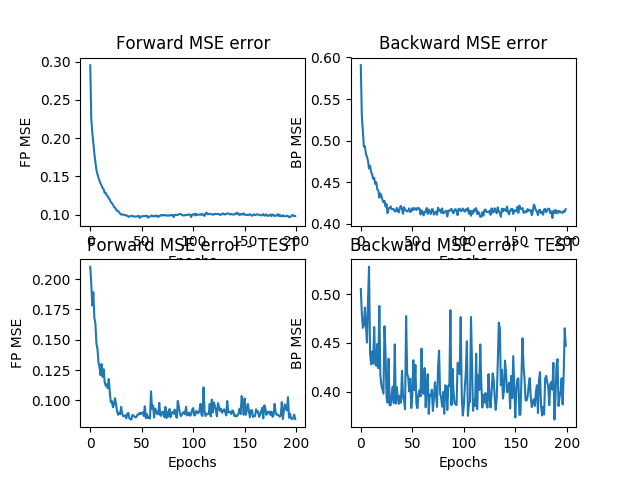 Forward MSE error
FP MSE
0.30
0.25
0.20
0.15
0.10
0 50 100 150 200
Epochs
Backward MSE error
BP MSE
0.60
0.55
0.50
0.45
0.40
0 50 100 150 200
Epochs
Forward MSE error - TEST
FP MSE
0.200
0.175
0.150
0.125
0.100
0 50 100 150 200
Epochs
Backward MSE error - TEST
BP MSE
0.50
0.45
0.40
0 50 100 150 200
Epochs